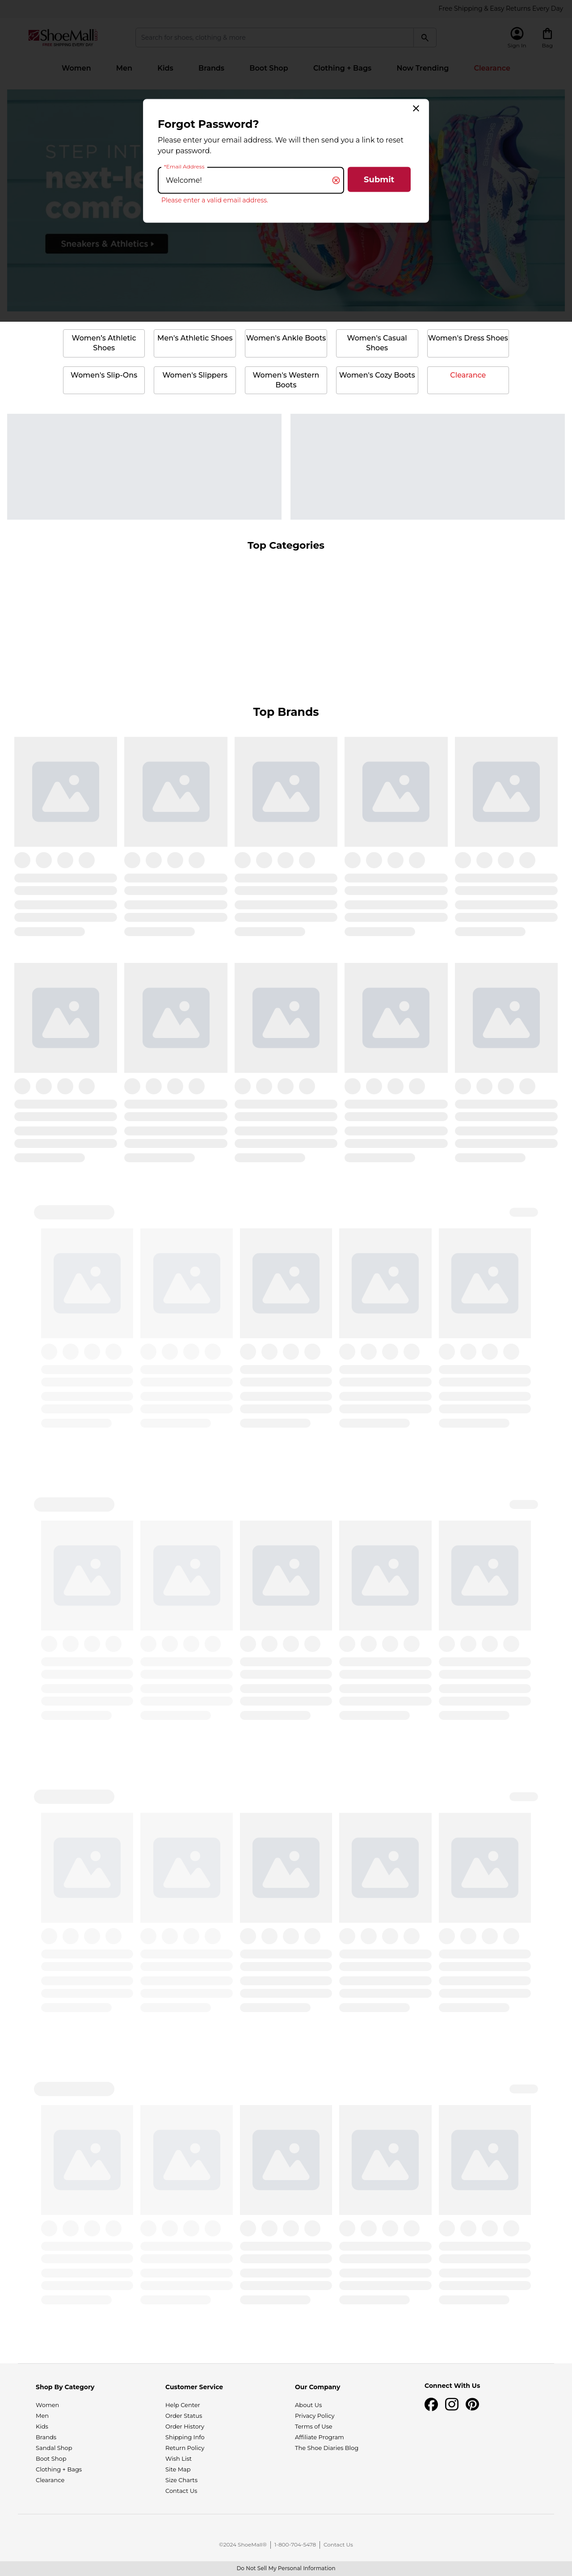 Free Shipping & Easy Returns Every Day
ShoeMall
FREE SHIPPING EVERY DAY
Search for shoes, clothing & more
Sign In
Bag
Women
Men
Kids
Brands
Boot Shop
Clothing + Bags
Now Trending
Clearance
STEP INTO
next-le
comfo
Sneakers & Athletics
Forgot Password?
Please enter your email address. We will then send you a link to reset
your password.
*Email Address
Welcome!
Submit
Please enter a valid email address.
Women's Athletic
Shoes
Men's Athletic Shoes
Women's Ankle Boots
Women's Casual
Shoes
Women's Dress Shoes
Women's Slip-Ons
Women's Slippers
Women's Western
Boots
Women's Cozy Boots
Clearance
Top Categories
Top Brands
Shop By Category
Women
Men
Kids
Brands
Sandal Shop
Boot Shop
Clothing + Bags
Clearance
Customer Service
Help Center
Order Status
Order History
Shipping Info
Return Policy
Wish List
Site Map
Size Charts
Contact Us
Our Company
About Us
Privacy Policy
Terms of Use
Affiliate Program
The Shoe Diaries Blog
Connect With Us
©2024 ShoeMall®
1-800-704-5478
Contact Us
Do Not Sell My Personal Information